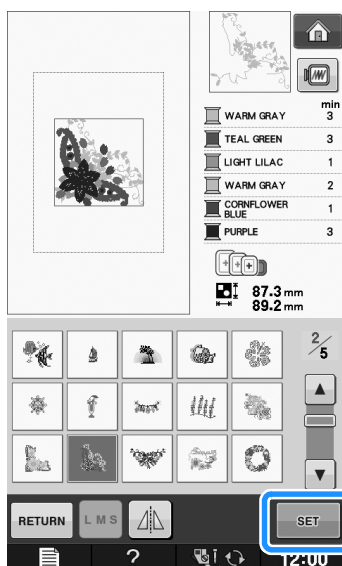 min
WARM GRAY 3
TEAL GREEN 3
LIGHT LILAC 1
WARM GRAY 2
CORNFLOWER
BLUE 1
PURPLE 3
87.3 mm
89.2 mm
2/5
RETURN
L M S
SET
?
12:00